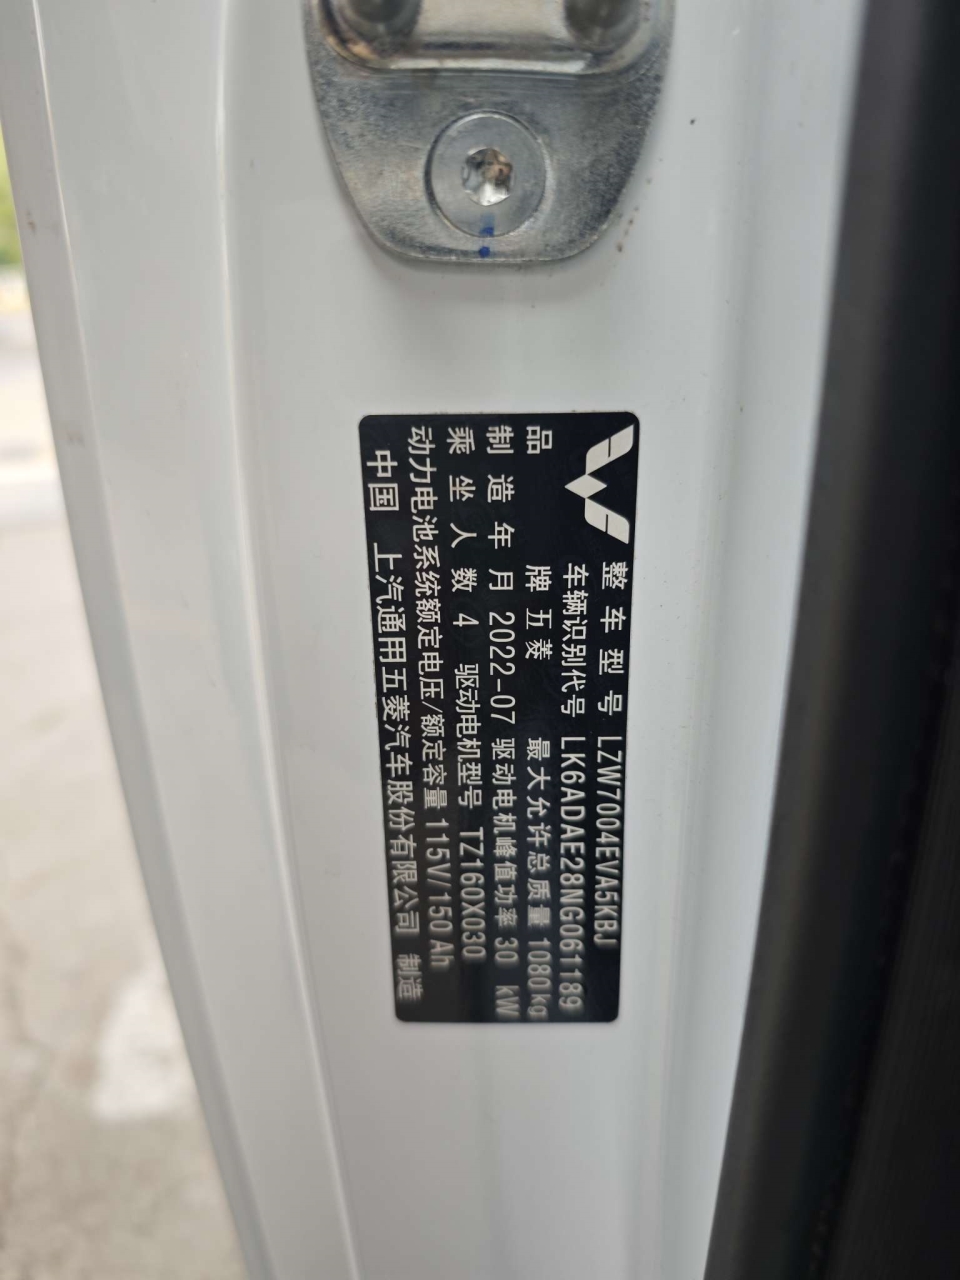 整车型号 LZW7004EVA5KBJ
车辆识别代号 LK6ADAE28NG061189
品牌 五菱 最大允许总质量 1080kg
制造年月 2022-07 驱动电机峰值功率 30 kW
乘坐人数 4 驱动电机型号 TZ160X030
动力电池系统额定电压/额定容量 115V/150 Ah
中国 上汽通用五菱汽车股份有限公司 制造